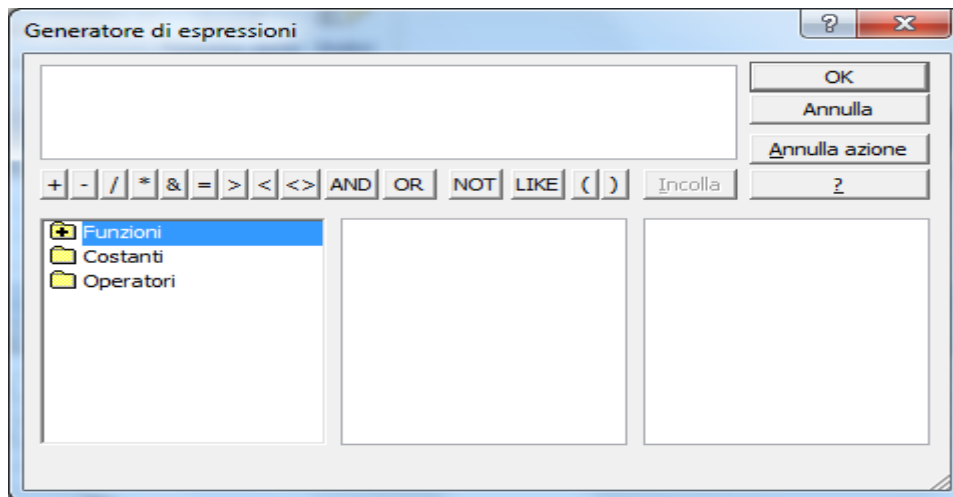 Generatore di espressioni
OK
Annulla
Annulla azione
+ - / * & = > < <> AND OR NOT LIKE ( ) Incolla ?
Funzioni
Costanti
Operatori